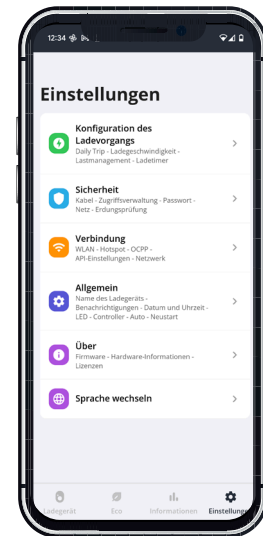 12:34
Einstellungen
Konfiguration des
Ladevorgangs
Daily Trip - Ladegeschwindigkeit -
Lastmanagement - Ladetimer
Sicherheit
Kabel - Zugriffsverwaltung - Passwort -
Netz - Erdungsprüfung
Verbindung
WLAN - Hotspot - OCPP -
API-Einstellungen - Netzwerk
Allgemein
Name des Ladegeräts -
Benachrichtigungen - Datum und Uhrzeit -
LED - Controller - Auto - Neustart
Über
Firmware - Hardware-Informationen -
Lizenzen
Sprache wechseln
Ladegerät Eco Informationen Einstellung